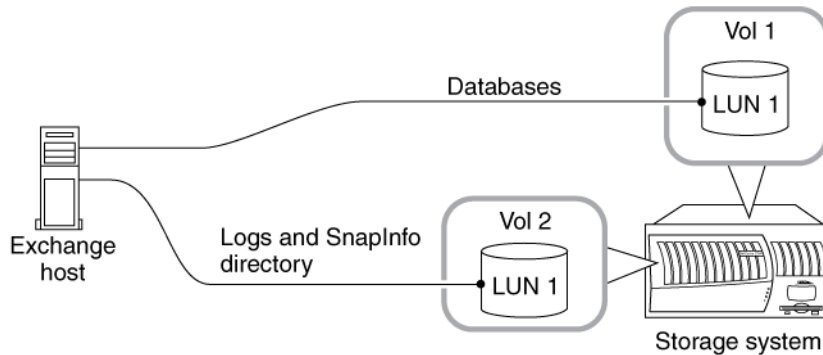 Vol 1
Databases
LUN 1
Exchange
host
Logs and SnapInfo
directory
Vol 2
LUN 1
Storage system